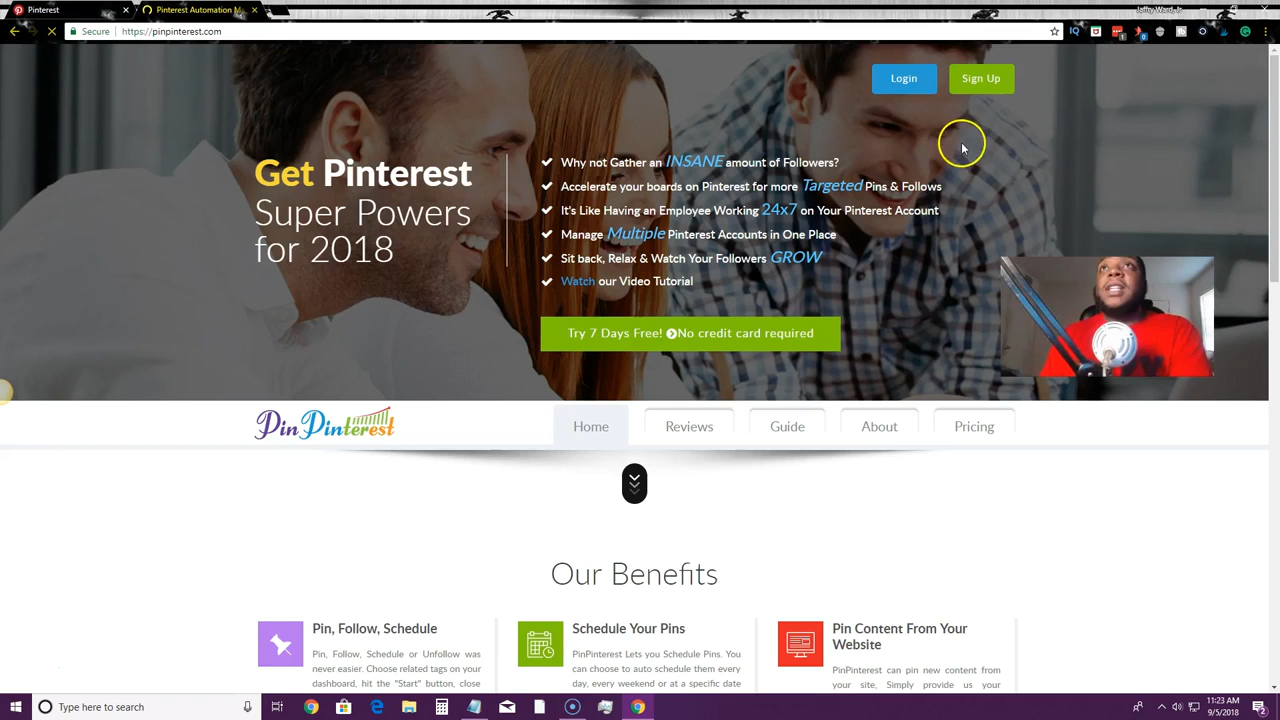 Pinterest
Pinterest Automation M
Jaffry Ward, Jr
Secure
https://pinpinterest.com
Login
Sign Up
Get Pinterest
Super Powers
for 2018
Why not Gather an INSANE amount of Followers?
Accelerate your boards on Pinterest for more Targeted Pins & Follows
It's Like Having an Employee Working 24x7 on Your Pinterest Account
Manage Multiple Pinterest Accounts in One Place
Sit back, Relax & Watch Your Followers GROW
Watch our Video Tutorial
Try 7 Days Free! No credit card required
PinPinterest
Home
Reviews
Guide
About
Pricing
Our Benefits
Pin, Follow, Schedule
Pin, Follow, Schedule or Unfollow was
never easier. Choose related tags on your
dashboard, hit the "Start" button, close
Schedule Your Pins
PinPinterest Lets you Schedule Pins. You
can choose to auto schedule them every
day, every weekend or at a specific date
Pin Content From Your
Website
PinPinterest can pin new content from
your site, Simply provide us your
Type here to search
11:23 AM
9/5/2018